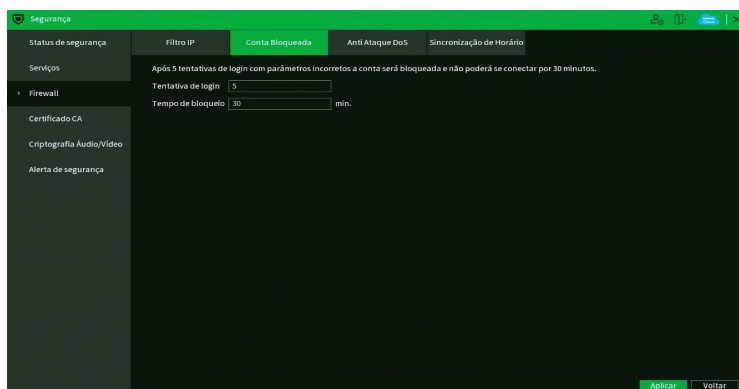 Segurança
Status de segurança
Serviços
Firewall
Certificado CA
Criptografia Áudio/Vídeo
Alerta de segurança
Filtro IP
Conta Bloqueada
Anti Ataque DoS
Sincronização de Horário
Após 5 tentativas de login com parâmetros incorretos a conta será bloqueada e não poderá se conectar por 30 minutos.
Tentativa de login 5
Tempo de bloqueio 30 min.
Aplicar
Voltar